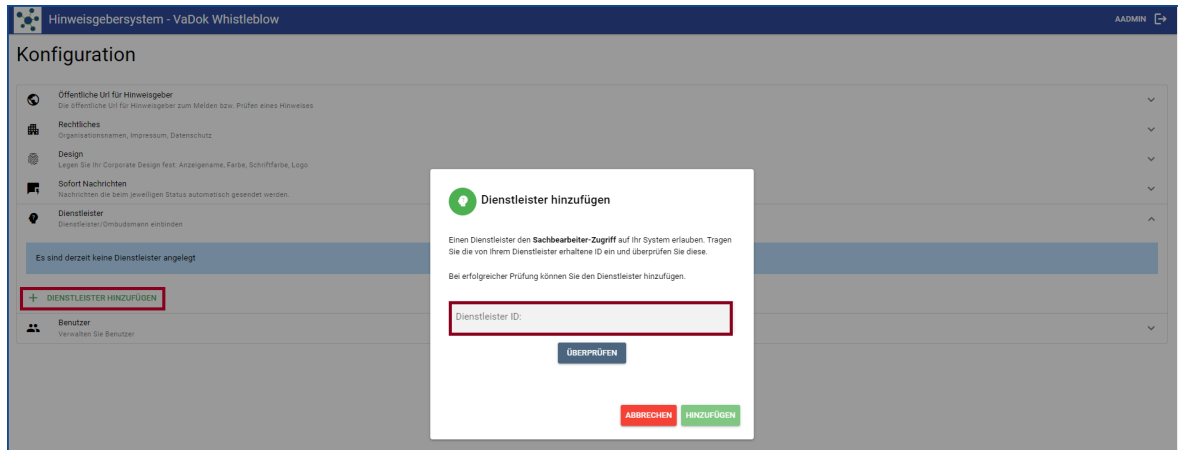 Hinweisgebersystem - VaDok Whistleblow
AADMIN
Konfiguration
Öffentliche Url für Hinweisgeber
Die öffentliche Url für Hinweisgeber zum Melden bzw. Prüfen eines Hinweises
Rechtliches
Organisationsnamen, Impressum, Datenschutz
Design
Legen Sie Ihr Corporate Design fest: Anzeigename, Farbe, Schriftfarbe, Logo
Sofort Nachrichten
Nachrichten die beim jeweiligen Status automatisch gesendet werden.
Dienstleister
Dienstleister/Ombudsmann einbinden
Es sind derzeit keine Dienstleister angelegt
+ DIENSTLEISTER HINZUFÜGEN
Benutzer
Verwalten Sie Benutzer
Dienstleister hinzufügen
Einen Dienstleister den Sachbearbeiter-Zugriff auf Ihr System erlauben. Tragen
Sie die von Ihrem Dienstleister erhaltene ID ein und überprüfen Sie diese.
Bei erfolgreicher Prüfung können Sie den Dienstleister hinzufügen.
Dienstleister ID:
ÜBERPRÜFEN
ABBRECHEN
HINZUFÜGEN